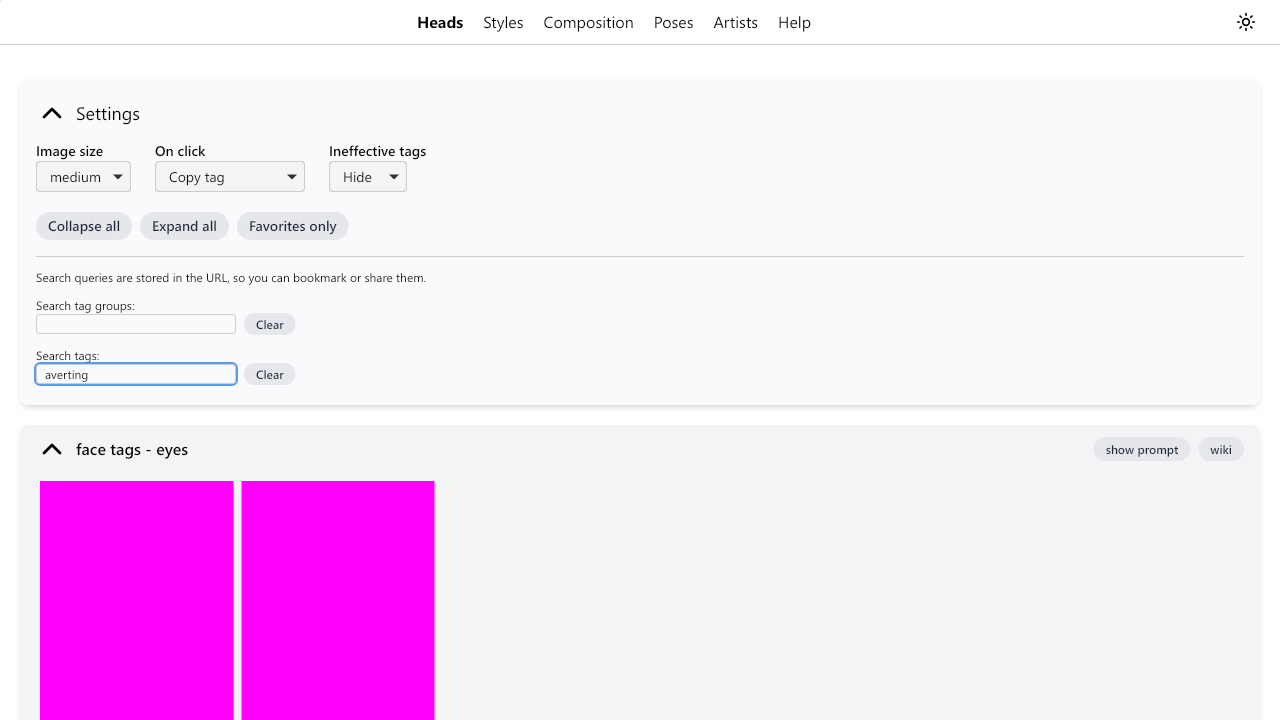 Heads Styles Composition Poses Artists Help
Settings
Image size On click Ineffective tags
medium Copy tag Hide
Collapse all Expand all Favorites only
Search queries are stored in the URL, so you can bookmark or share them.
Search tag groups:
Clear
Search tags:
averting Clear
face tags - eyes show prompt wiki